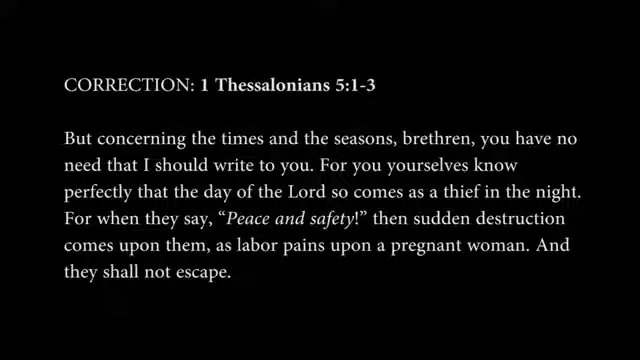 CORRECTION: 1 Thessalonians 5:1-3
But concerning the times and the seasons, brethren, you have no
need that I should write to you. For you yourselves know
perfectly that the day of the Lord so comes as a thief in the night.
For when they say, “Peace and safety!” then sudden destruction
comes upon them, as labor pains upon a pregnant woman. And
they shall not escape.